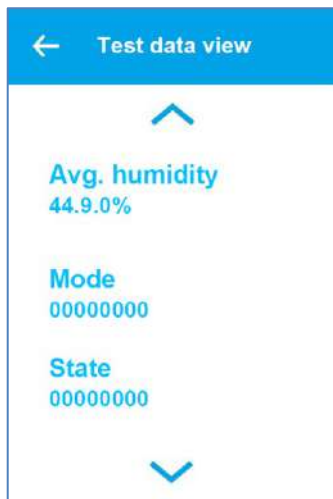 Test data view
Avg. humidity
44.9.0%
Mode
00000000
State
00000000